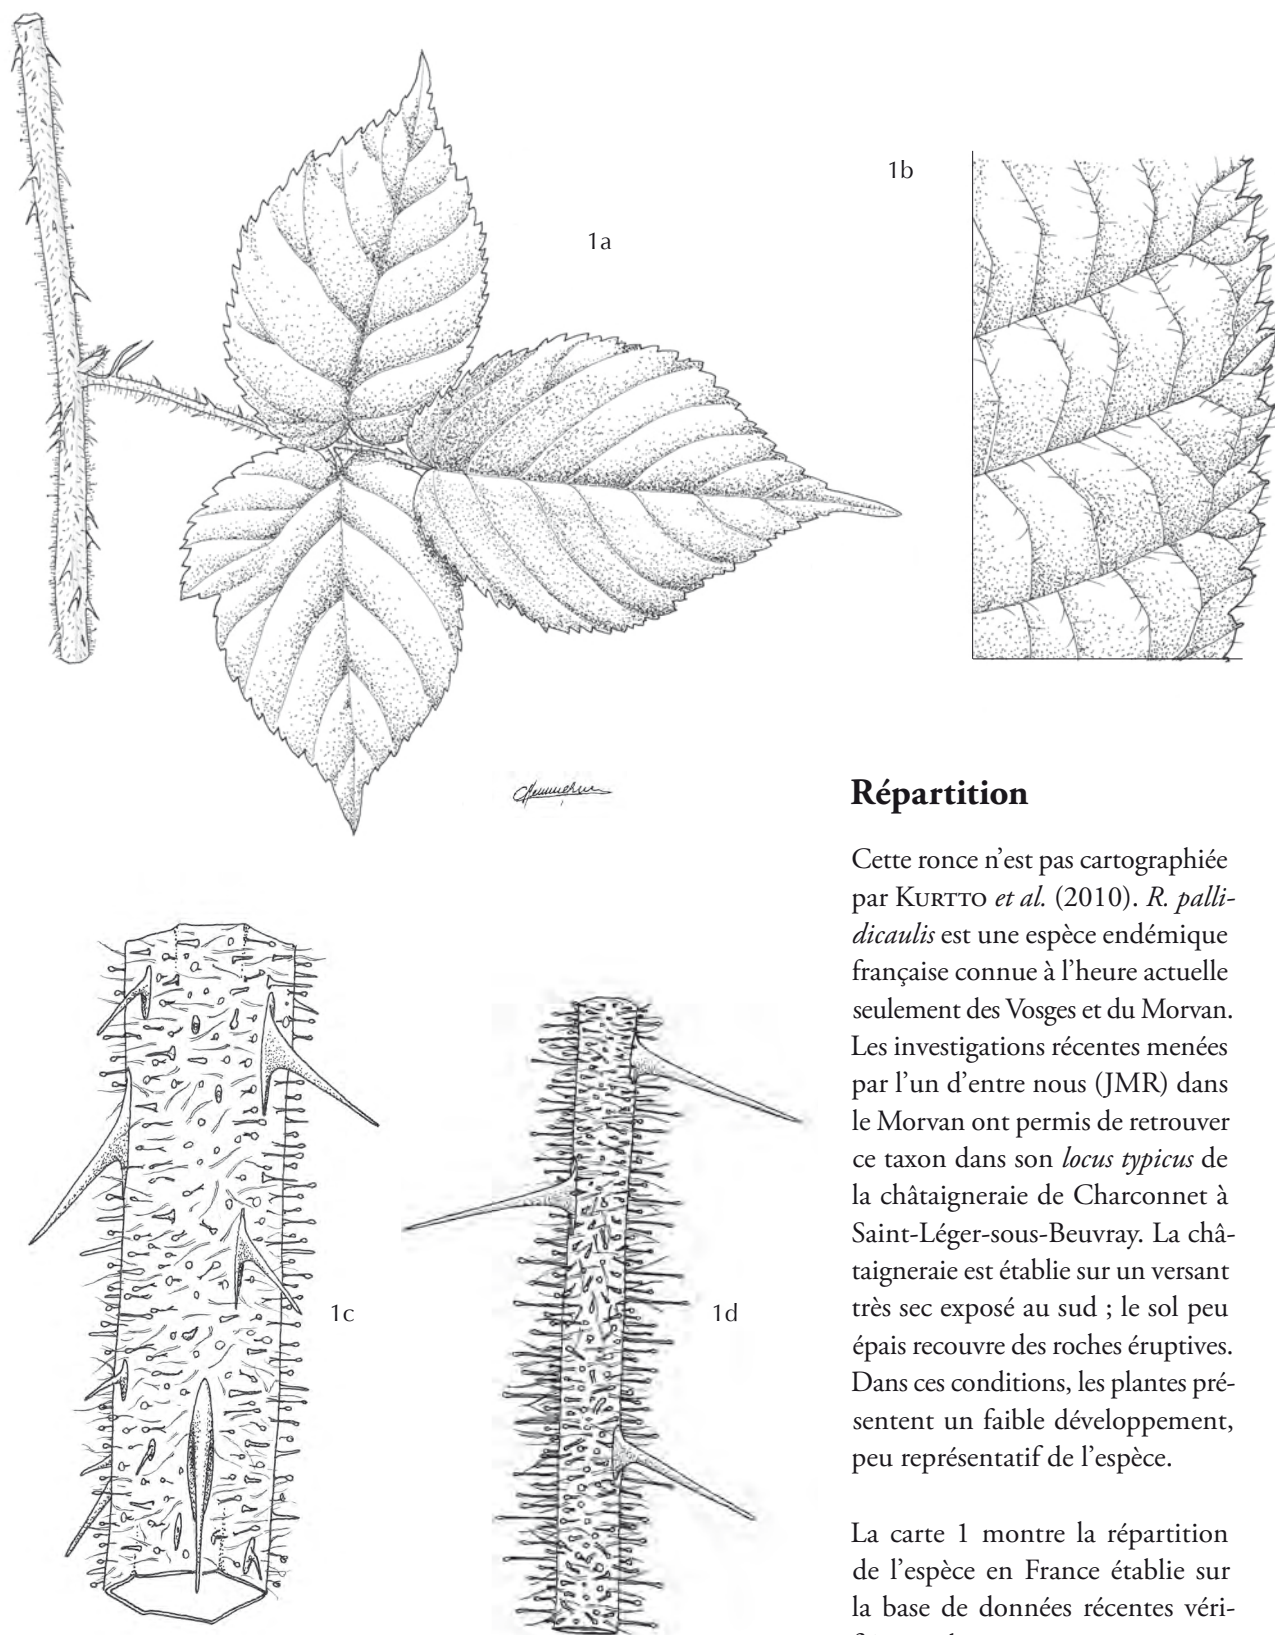 1a
1b
Répartition
Cette ronce n’est pas cartographiée
par KURTTO et al. (2010). R. palli-
dicaulis est une espèce endémique
française connue à l’heure actuelle
seulement des Vosges et du Morvan.
Les investigations récentes menées
par l’un d’entre nous (JMR) dans
le Morvan ont permis de retrouver
ce taxon dans son locus typicus de
la châtaigneraie de Charconnet à
Saint-Léger-sous-Beuvray. La châ-
taigneraie est établie sur un versant
très sec exposé au sud ; le sol peu
épais recouvre des roches éruptives.
Dans ces conditions, les plantes pré-
sentent un faible développement,
peu représentatif de l’espèce.
La carte 1 montre la répartition
de l’espèce en France établie sur
la base de données récentes véri-
1c
1d